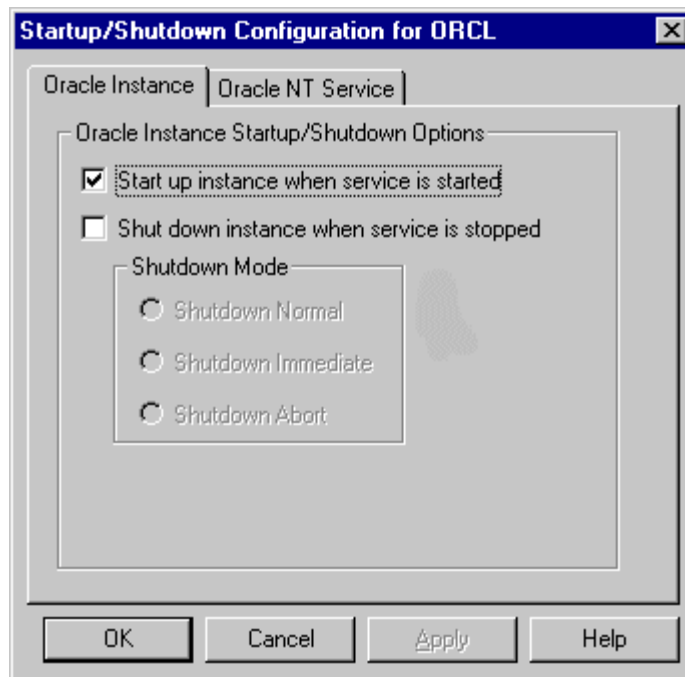 Startup/Shutdown Configuration for ORCL
Oracle Instance
Oracle NT Service
Oracle Instance Startup/Shutdown Options
Start up instance when service is started
Shut down instance when service is stopped
Shutdown Mode
Shutdown Normal
Shutdown Immediate
Shutdown Abort
OK Cancel Apply Help